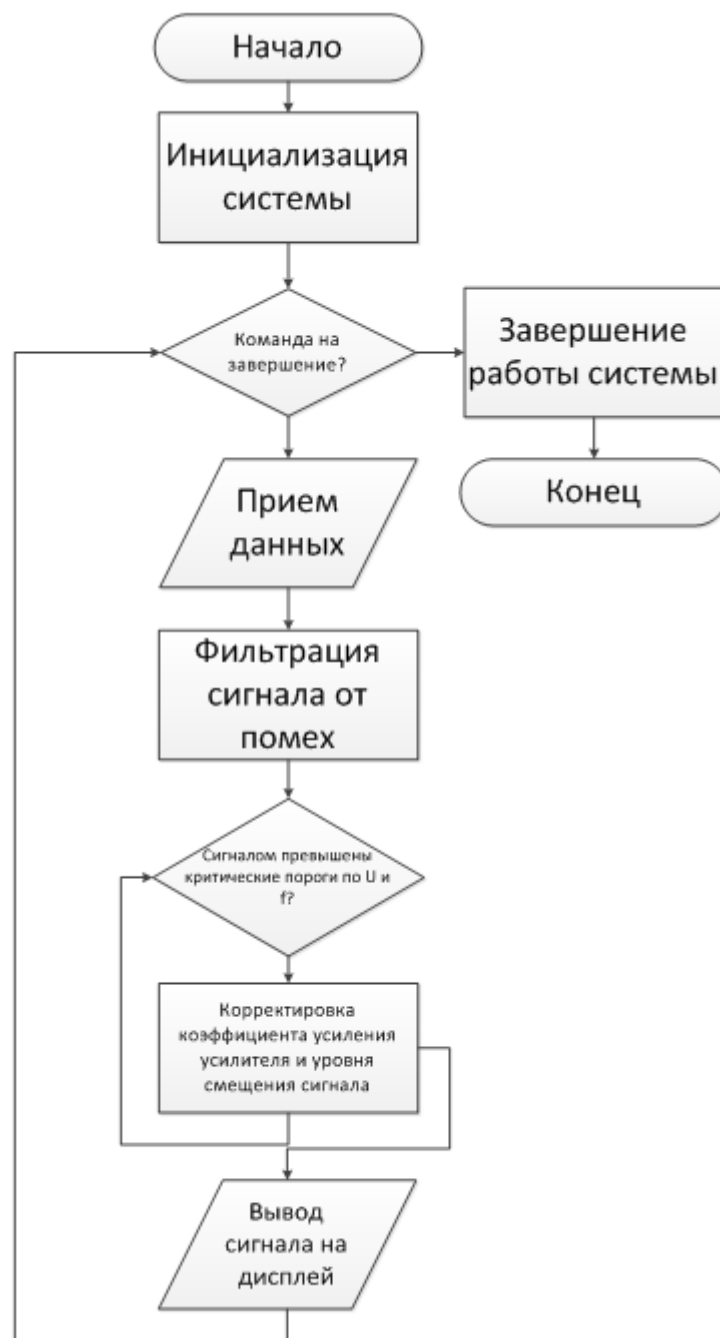 Начало
Инициализация
системы
Команда на
завершение?
Завершение
работы системы
Прием
данных
Конец
Фильтрация
сигнала от
помех
Сигналом превышены
критические пороги по U и
f?
Корректировка
коэффициента усиления
усилителя и уровня
смещения сигнала
Вывод
сигнала на
дисплей